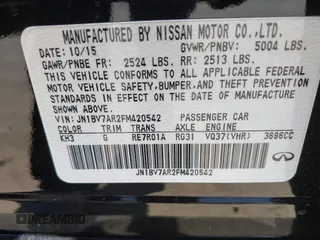 MANUFACTURED BY NISSAN MOTOR CO.,LTD.
DATE: 10/15 GVWR/PNBV: 5004 LBS.
GAWR/PNBE FR: 2524 LBS. RR: 2513 LBS.
THIS VEHICLE CONFORMS TO ALL APPLICABLE
FEDERAL MOTOR VEHICLE SAFETY,BUMPER,AND THEFT
PREVENTION STANDARDS IN EFFECT ON THE DATE OF MANUFACTURE
SHOWN ABOVE.
VIN: JN1BV7AR2FM420542 PASSENGER CAR
COLOR TRIM TRANS AXLE ENGINE
KH3 G RE7R01A RG31 VQ37(VHR) 3696CC
JN1BV7AR2FM420542
DREAMBID